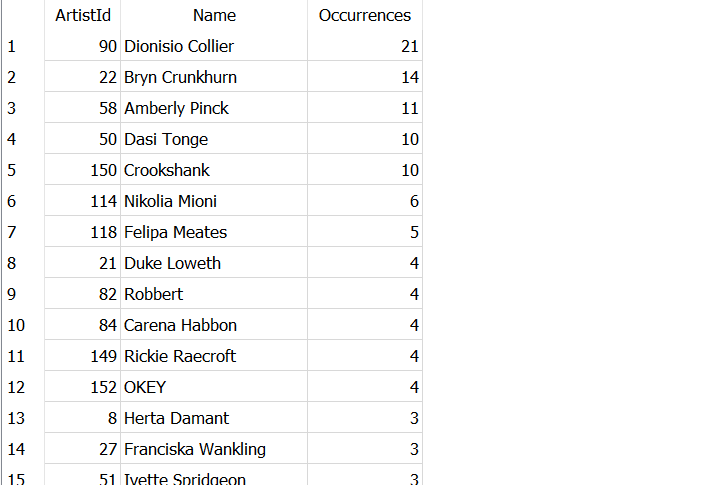 ArtistId Name Occurrences
1 90 Dionisio Collier 21
2 22 Bryn Crunkhurn 14
3 58 Amberly Pinck 11
4 50 Dasi Tonge 10
5 150 Crookshank 10
6 114 Nikolia Mioni 6
7 118 Felipa Meates 5
8 21 Duke Loweth 4
9 82 Robbert 4
10 84 Carena Habbon 4
11 149 Rickie Raecroft 4
12 152 OKEY 4
13 8 Herta Damant 3
14 27 Franciska Wankling 3
15 51 Ivette Spridgeon 3